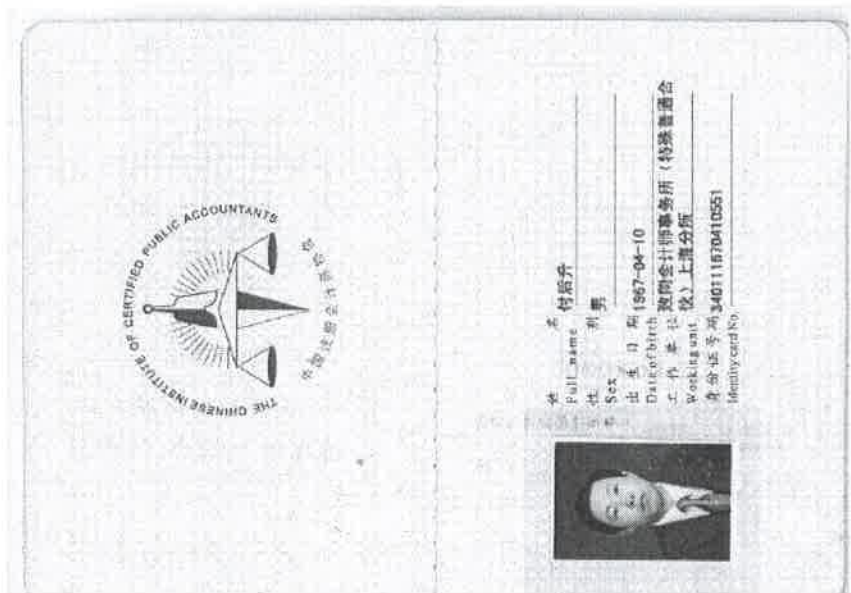 THE CHINESE INSTITUTE OF CERTIFIED PUBLIC ACCOUNTANTS
中国注册会计师协会
姓 名 付后升
Full name
性 别 男
Sex
出 生 日 期 1967-04-10
Date of birth
工 作 单 位 致同会计师事务所（特殊普通合
Working unit 伙）上海分所
身份证号码 340111670410551
Identity card No.